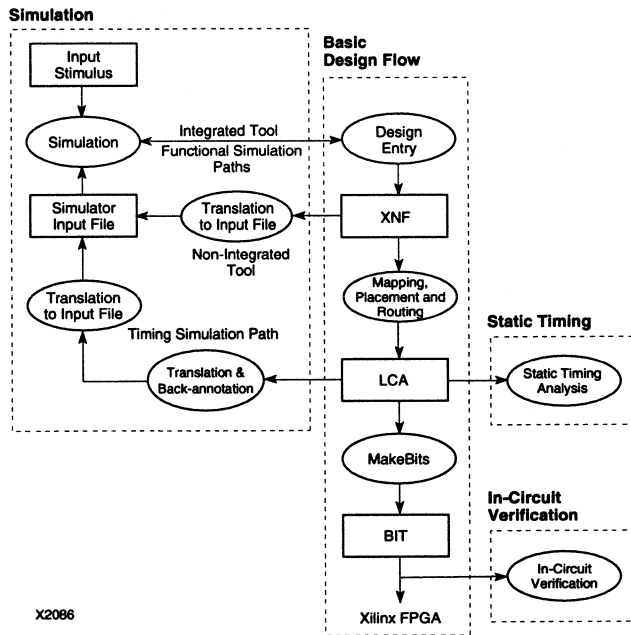 Simulation
Input
Stimulus
Simulation
Integrated Tool
Functional Simulation
Paths
Simulator
Input File
Translation
to Input File
Non-Integrated
Tool
Translation
to Input File
Timing Simulation Path
Translation &
Back-annotation
Basic
Design Flow
Design
Entry
XNF
Mapping,
Placement and
Routing
LCA
MakeBits
BIT
Xilinx FPGA
Static Timing
Static Timing
Analysis
In-Circuit
Verification
In-Circuit
Verification
X2086